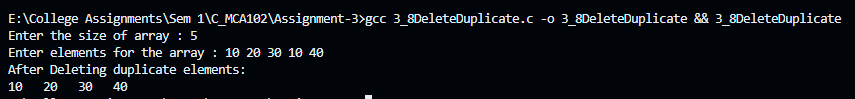 E:\College Assignments\Sem 1\C_MCA102\Assignment-3>gcc 3_8DeleteDuplicate.c -o 3_8DeleteDuplicate && 3_8DeleteDuplicate
Enter the size of array : 5
Enter elements for the array : 10 20 30 10 40
After Deleting duplicate elements:
10   20   30   40